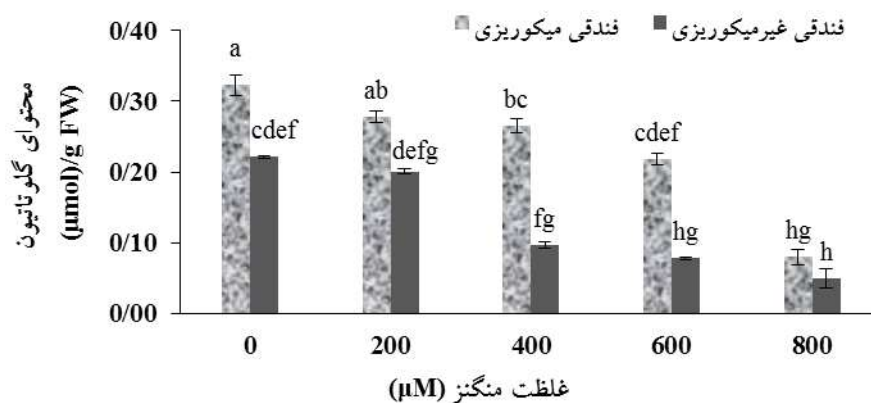 فندقی میکوریزی
فندقی غیرمیکوریزی
محتوای گلوتاتیون
(µmol)/g FW)
0/40
0/30
0/20
0/10
0/00
a
cdef
ab
defg
bc
fg
cdef
hg
hg
h
0
200
400
600
800
غلظت منگنز (µM)